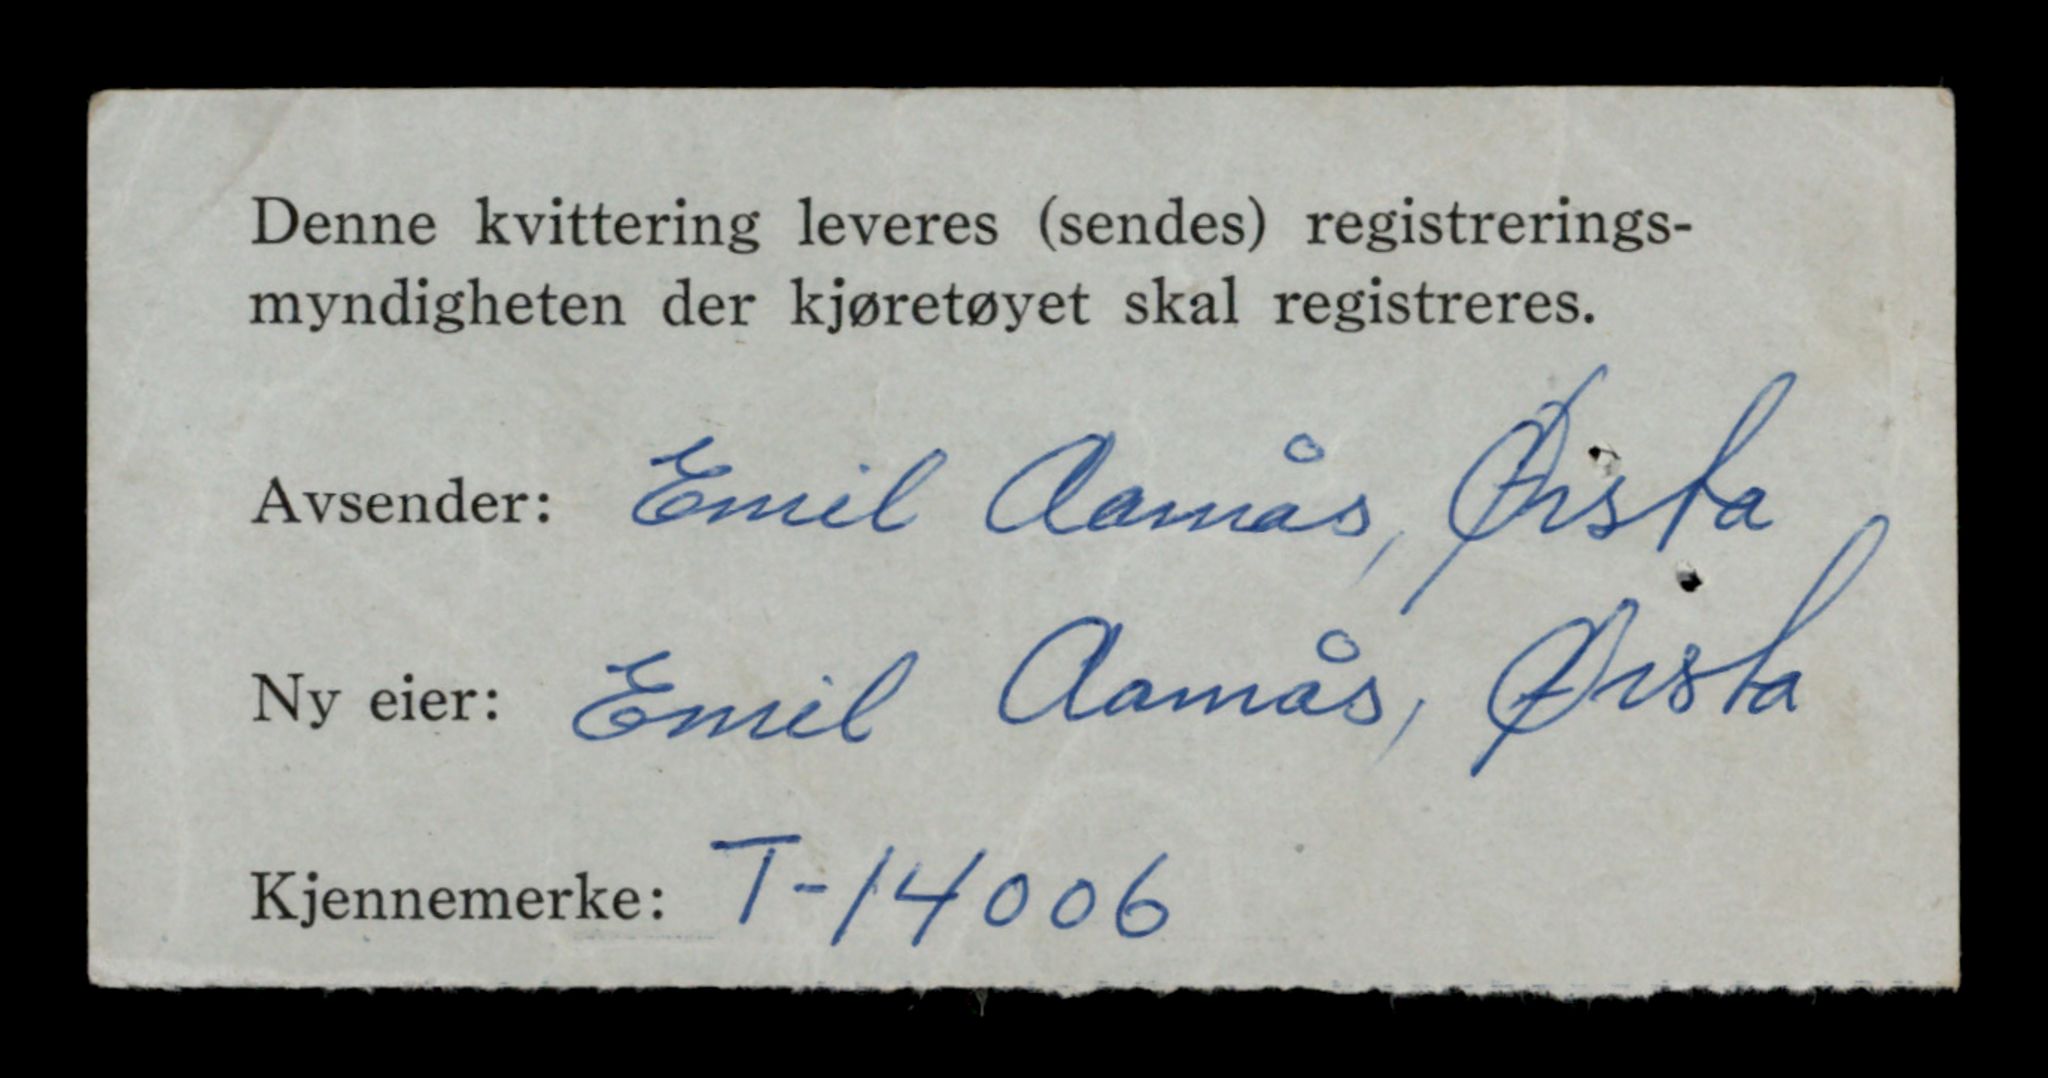 Denne kvittering leveres (sendes) registrerings-
myndigheten der kjøretøyet skal registreres.
Avsender: Emil Aamås, Ørsta
Ny eier: Emil Aamås, Ørsta
Kjennemerke: T-14006